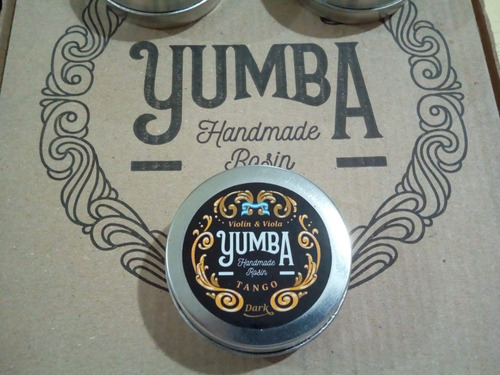 YUMBA
Handmade
Rosin
Violin & Viola
YUMBA
Handmade
Rosin
TANGO
Dark